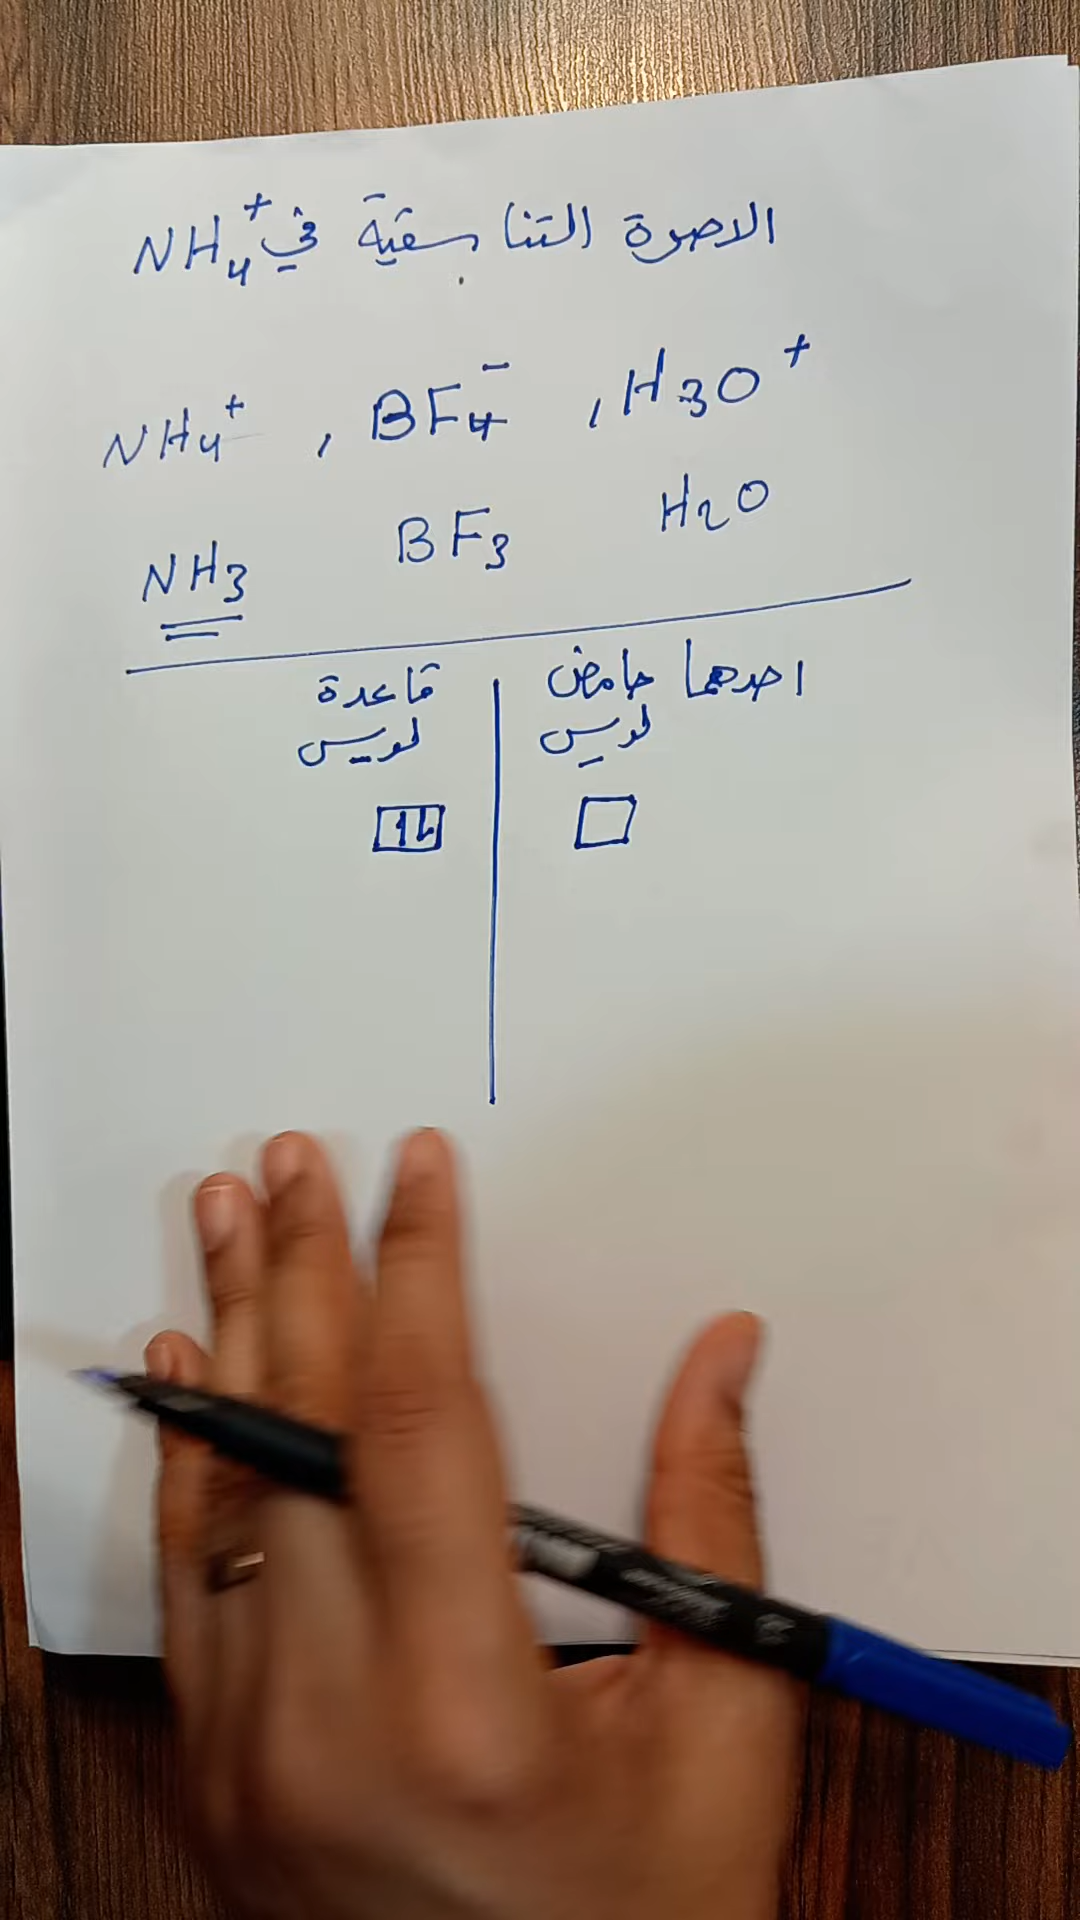 الاصرة التناسقية في NH₄⁺
NH₄⁺ , BF₄⁻ , H₃O⁺
NH₃ BF₃ H₂O
احدهما حامض لويس
قاعدة لويس